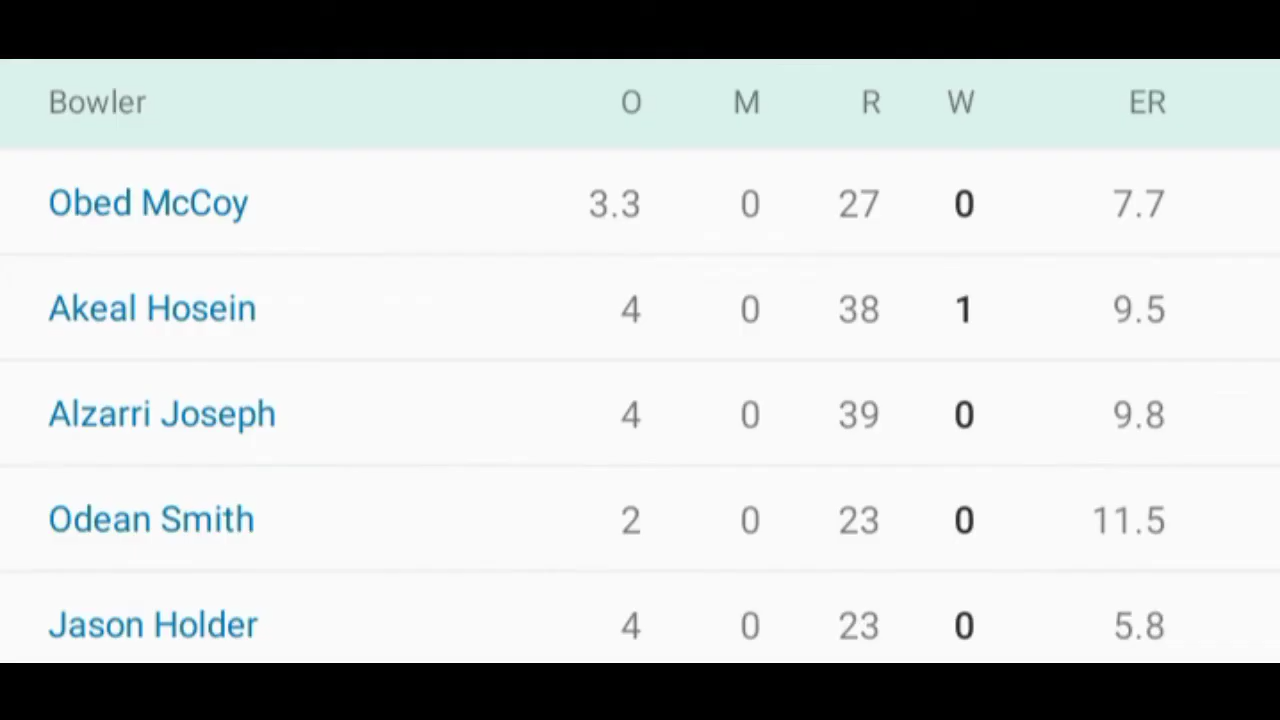 Bowler O M R W ER
Obed McCoy 3.3 0 27 0 7.7
Akeal Hosein 4 0 38 1 9.5
Alzarri Joseph 4 0 39 0 9.8
Odean Smith 2 0 23 0 11.5
Jason Holder 4 0 23 0 5.8